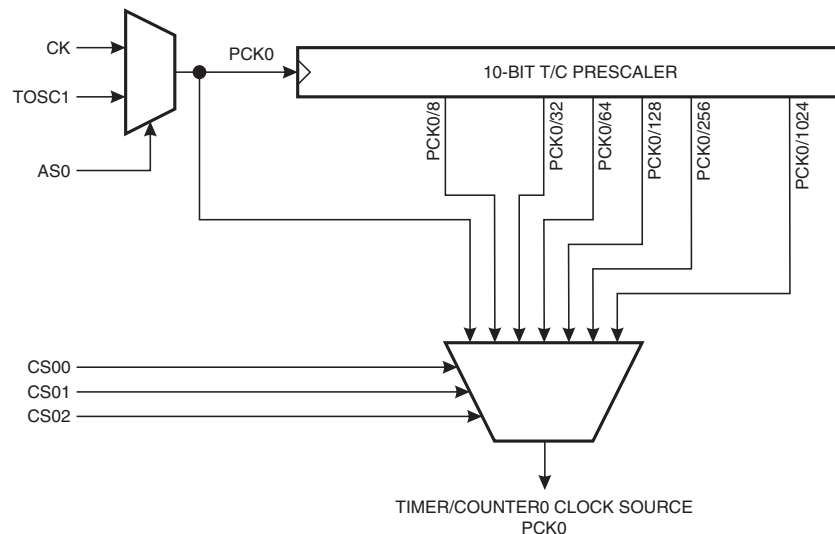 CK
PCK0
10-BIT T/C PRESCALER
TOSC1
AS0
PCK0/8
PCK0/32
PCK0/64
PCK0/128
PCK0/256
PCK0/1024
CS00
CS01
CS02
TIMER/COUNTER0 CLOCK SOURCE
PCK0